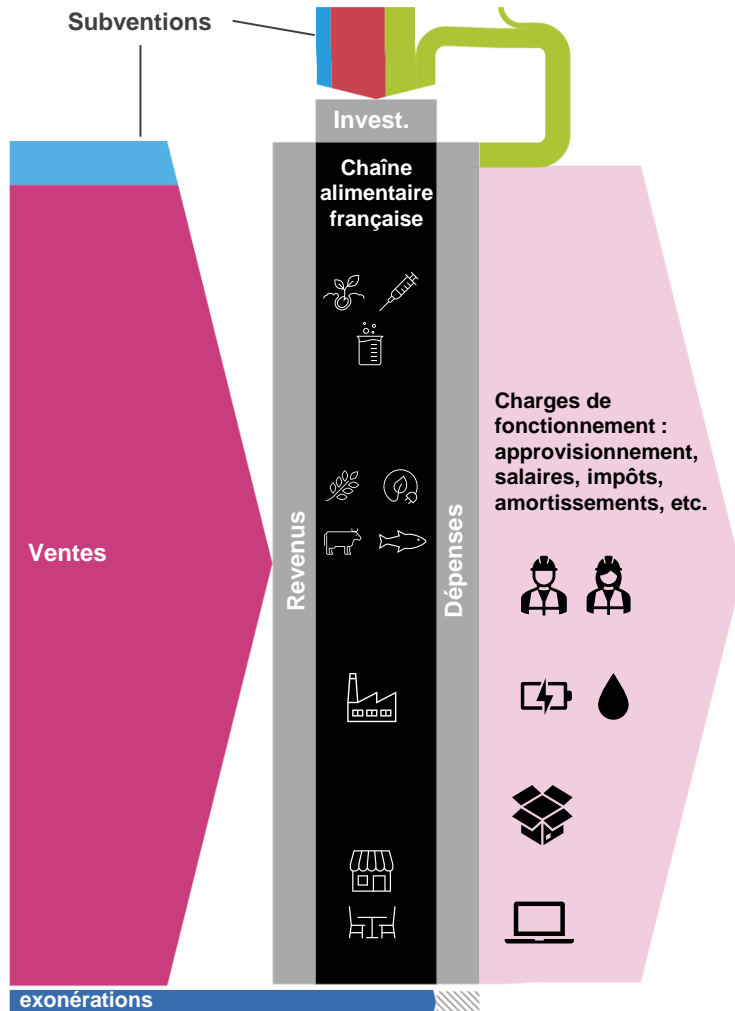 Subventions
Invest.
Chaîne
alimentaire
française
Charges de
fonctionnement :
approvisionnement,
salaires, impôts,
amortissements, etc.
Ventes
Revenus
Dépenses
exonérations